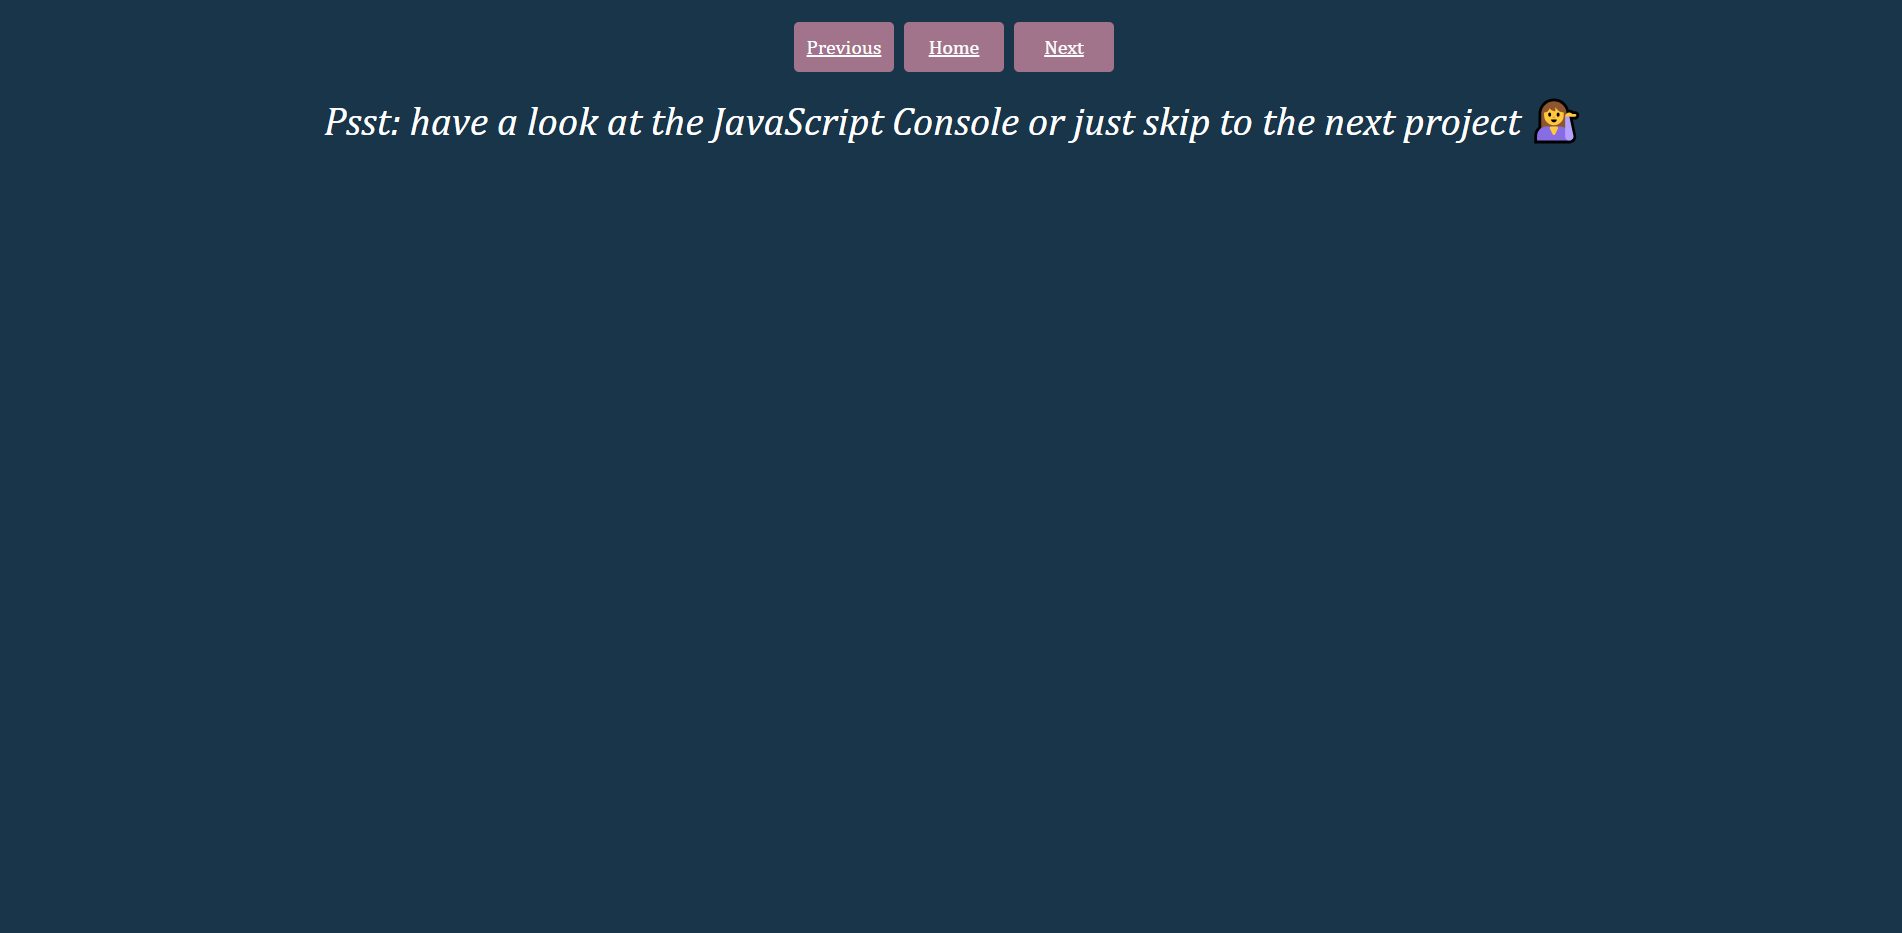 Previous Home Next
Psst: have a look at the JavaScript Console or just skip to the next project 💁‍♀️